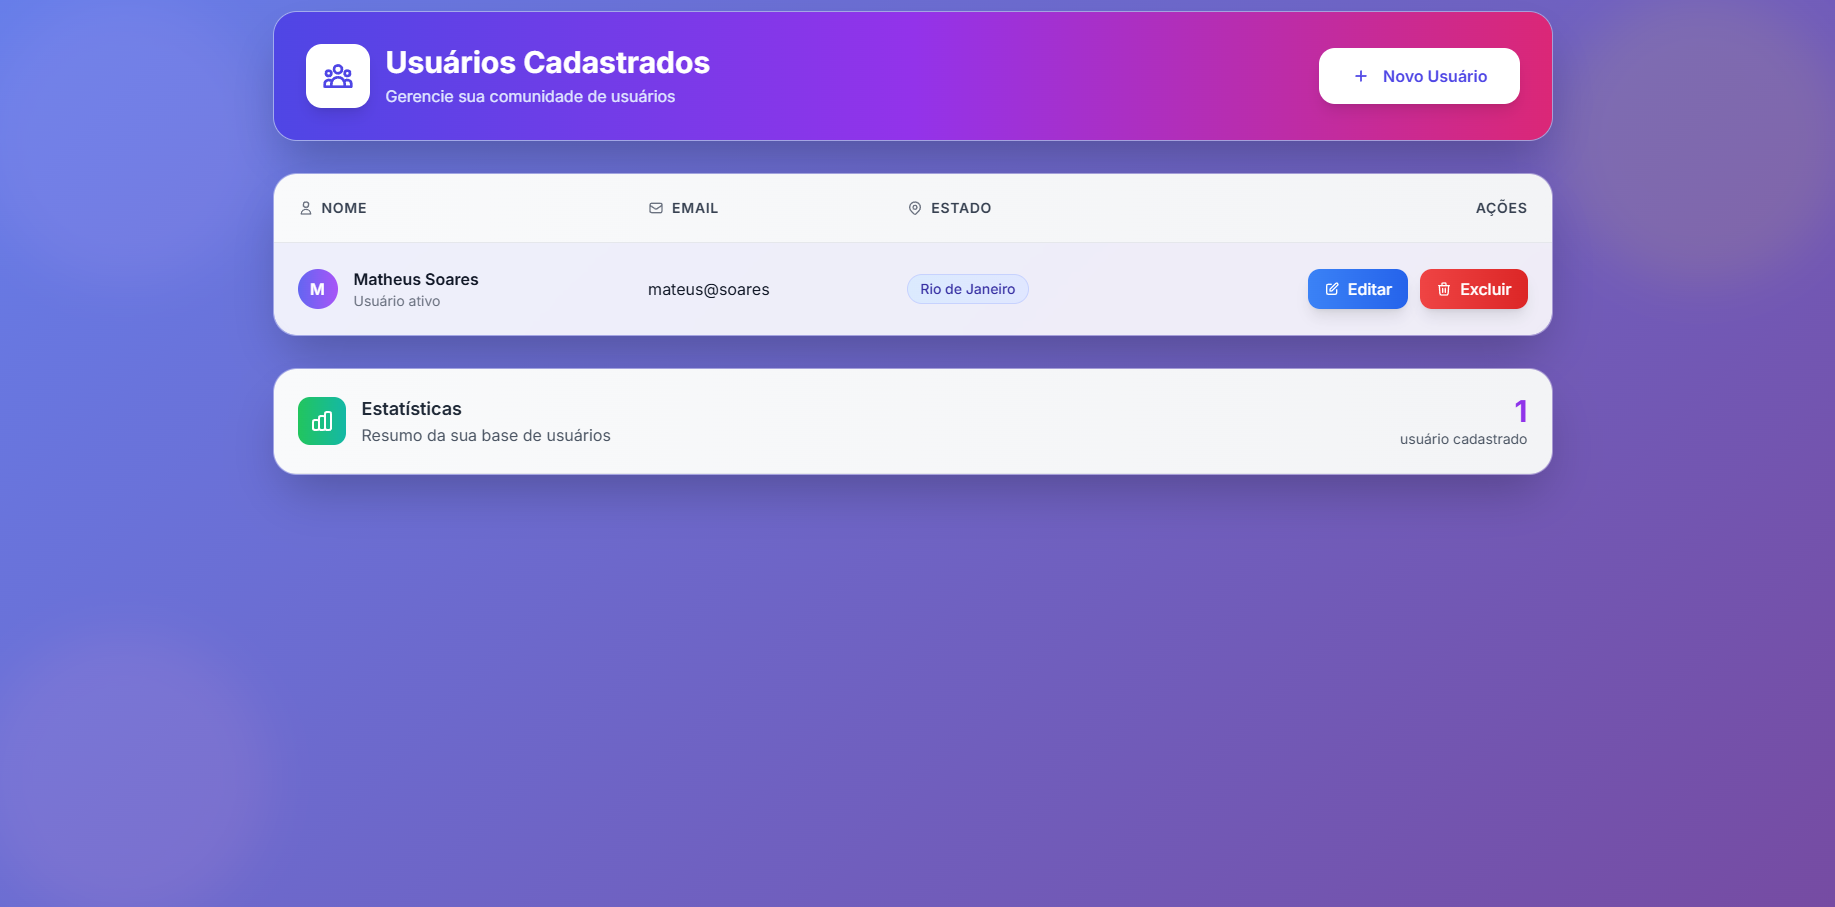 Usuários Cadastrados
Gerencie sua comunidade de usuários
Novo Usuário
NOME EMAIL ESTADO AÇÕES
M
Matheus Soares
Usuário ativo
mateus@soares
Rio de Janeiro
Editar
Excluir
Estatísticas
Resumo da sua base de usuários
1
usuário cadastrado